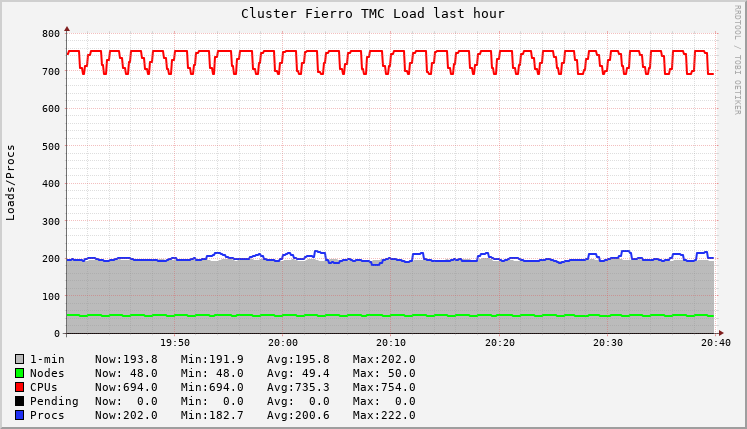 Cluster Fierro TMC Load last hour
RRDTOOL / TOBI OETIKER
Loads/Procs
800
700
600
500
400
300
200
100
0
19:50 20:00 20:10 20:20 20:30 20:40
1-min Now:193.8 Min:191.9 Avg:195.8 Max:202.0
Nodes Now: 48.0 Min: 48.0 Avg: 49.4 Max: 50.0
CPUs Now:694.0 Min:694.0 Avg:735.3 Max:754.0
Pending Now: 0.0 Min: 0.0 Avg: 0.0 Max: 0.0
Procs Now:202.0 Min:182.7 Avg:200.6 Max:222.0